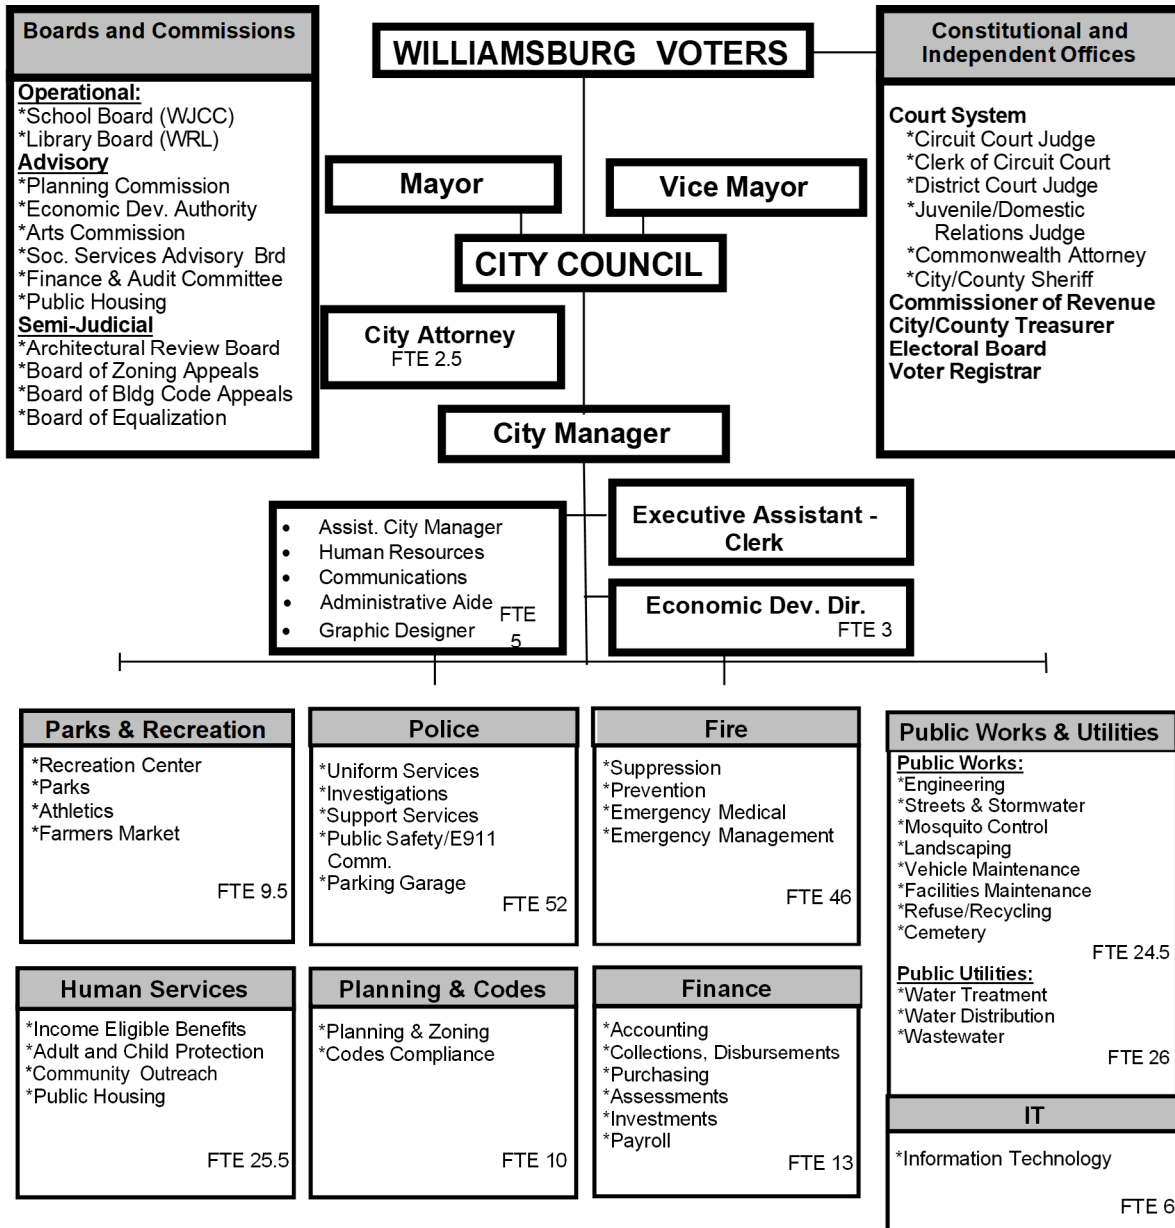 Boards and Commissions
Operational:
*School Board (WJCC)
*Library Board (WRL)
Advisory
*Planning Commission
*Economic Dev. Authority
*Arts Commission
*Soc. Services Advisory Brd
*Finance & Audit Committee
*Public Housing
Semi-Judicial
*Architectural Review Board
*Board of Zoning Appeals
*Board of Bldg Code Appeals
*Board of Equalization
WILLIAMSBURG VOTERS
Mayor
Vice Mayor
CITY COUNCIL
City Attorney
FTE 2.5
City Manager
Constitutional and
Independent Offices
Court System
*Circuit Court Judge
*Clerk of Circuit Court
*District Court Judge
*Juvenile/Domestic
Relations Judge
*Commonwealth Attorney
*City/County Sheriff
Commissioner of Revenue
City/County Treasurer
Electoral Board
Voter Registrar
• Assist. City Manager
• Human Resources
• Communications
• Administrative Aide
• Graphic Designer
FTE
5
Executive Assistant -
Clerk
Economic Dev. Dir.
FTE 3
Parks & Recreation
*Recreation Center
*Parks
*Athletics
*Farmers Market
FTE 9.5
Police
*Uniform Services
*Investigations
*Support Services
*Public Safety/E911
Comm.
*Parking Garage
FTE 52
Fire
*Suppression
*Prevention
*Emergency Medical
*Emergency Management
FTE 46
Public Works & Utilities
Public Works:
*Engineering
*Streets & Stormwater
*Mosquito Control
*Landscaping
*Vehicle Maintenance
*Facilities Maintenance
*Refuse/Recycling
*Cemetery
FTE 24.5
Public Utilities:
*Water Treatment
*Water Distribution
*Wastewater
FTE 26
Human Services
*Income Eligible Benefits
*Adult and Child Protection
*Community Outreach
*Public Housing
FTE 25.5
Planning & Codes
*Planning & Zoning
*Codes Compliance
FTE 10
Finance
*Accounting
*Collections, Disbursements
*Purchasing
*Assessments
*Investments
*Payroll
FTE 13
IT
*Information Technology
FTE 6